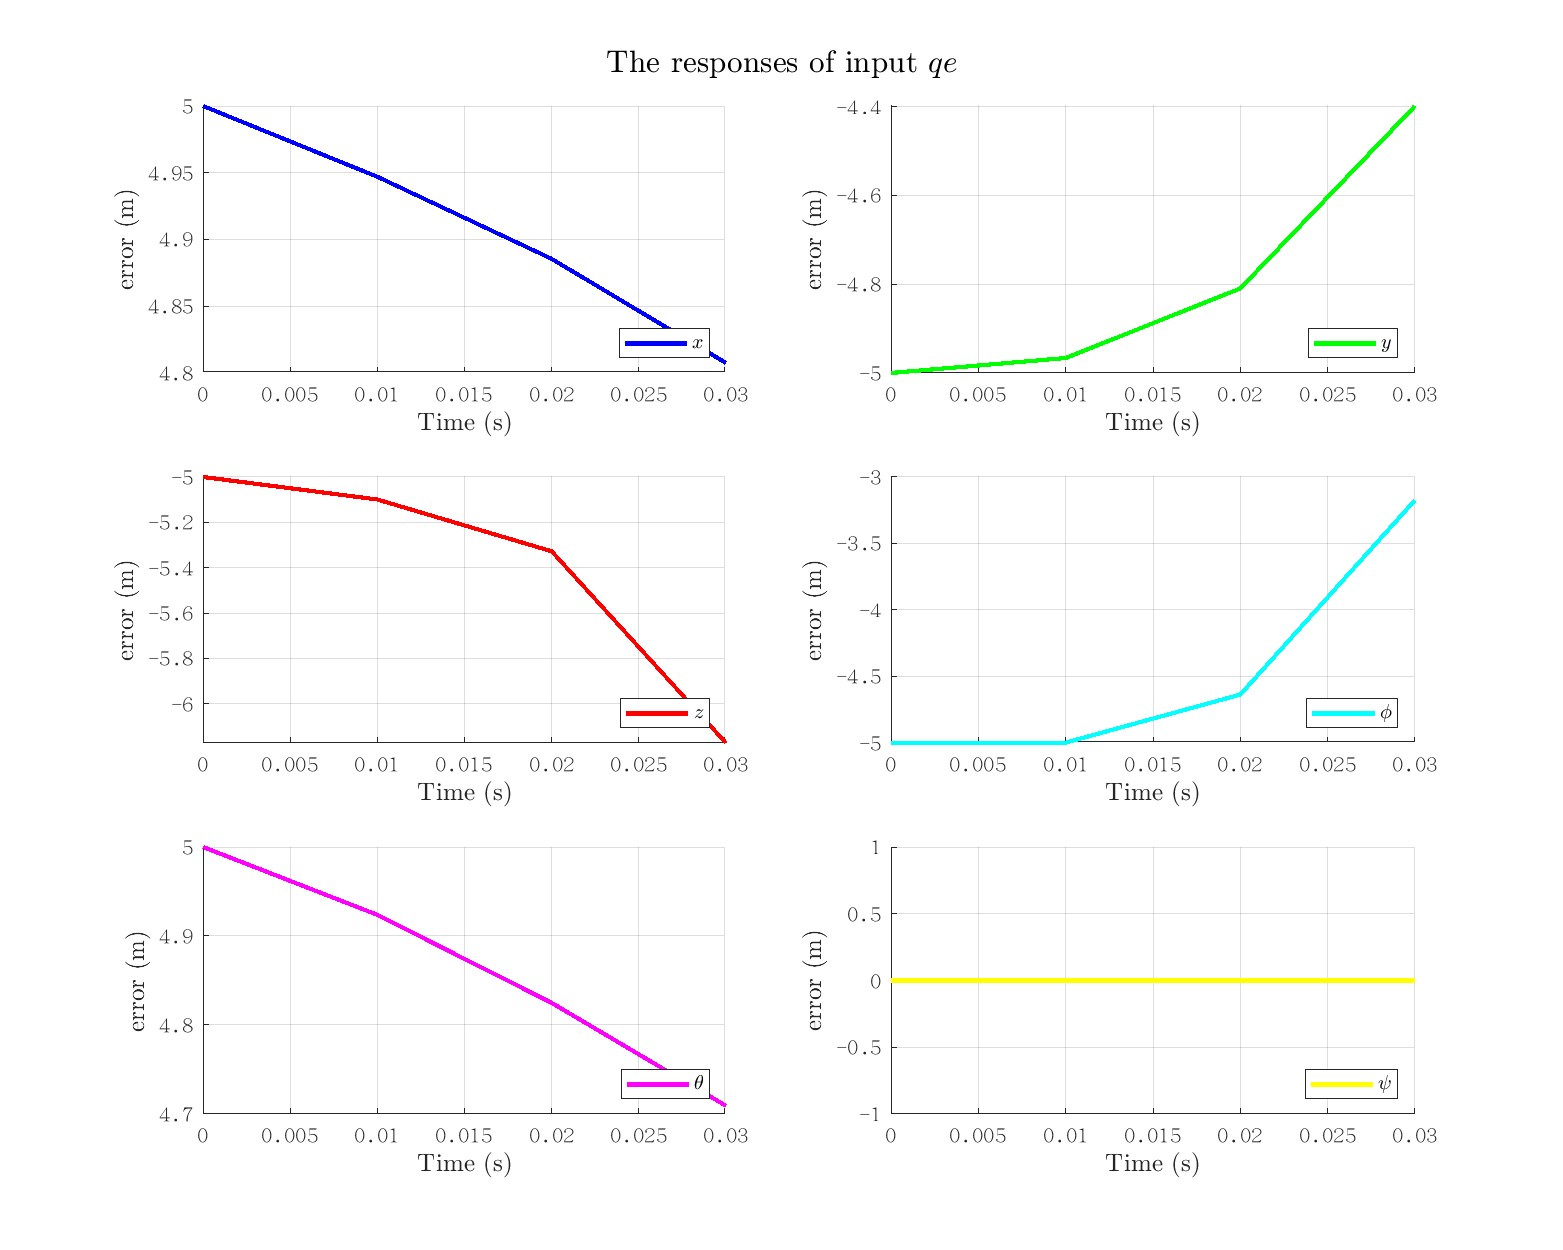 The responses of input qe
5
4.95
4.9
4.85
4.8
error (m)
x
0 0.005 0.01 0.015 0.02 0.025 0.03
Time (s)
-4.4
-4.6
-4.8
-5
error (m)
y
0 0.005 0.01 0.015 0.02 0.025 0.03
Time (s)
-5
-5.2
-5.4
-5.6
-5.8
-6
error (m)
z
0 0.005 0.01 0.015 0.02 0.025 0.03
Time (s)
-3
-3.5
-4
-4.5
-5
error (m)
ϕ
0 0.005 0.01 0.015 0.02 0.025 0.03
Time (s)
5
4.9
4.8
4.7
error (m)
θ
0 0.005 0.01 0.015 0.02 0.025 0.03
Time (s)
1
0.5
0
-0.5
-1
error (m)
ψ
0 0.005 0.01 0.015 0.02 0.025 0.03
Time (s)